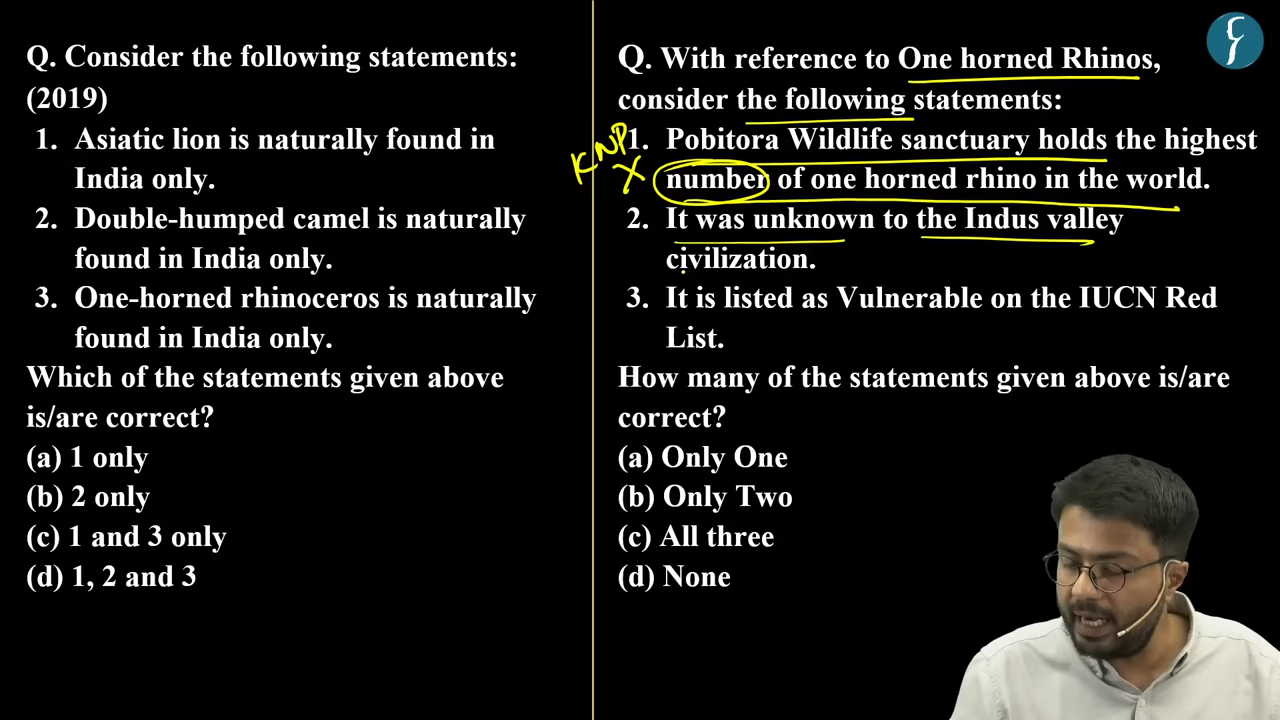 Q. Consider the following statements:
(2019)
1. Asiatic lion is naturally found in
India only.
2. Double-humped camel is naturally
found in India only.
3. One-horned rhinoceros is naturally
found in India only.
Which of the statements given above
is/are correct?
(a) 1 only
(b) 2 only
(c) 1 and 3 only
(d) 1, 2 and 3
Q. With reference to One horned Rhinos,
consider the following statements:
KNP
X
1. Pobitora Wildlife sanctuary holds the highest
number of one horned rhino in the world.
2. It was unknown to the Indus valley
civilization.
3. It is listed as Vulnerable on the IUCN Red
List.
How many of the statements given above is/are
correct?
(a) Only One
(b) Only Two
(c) All three
(d) None